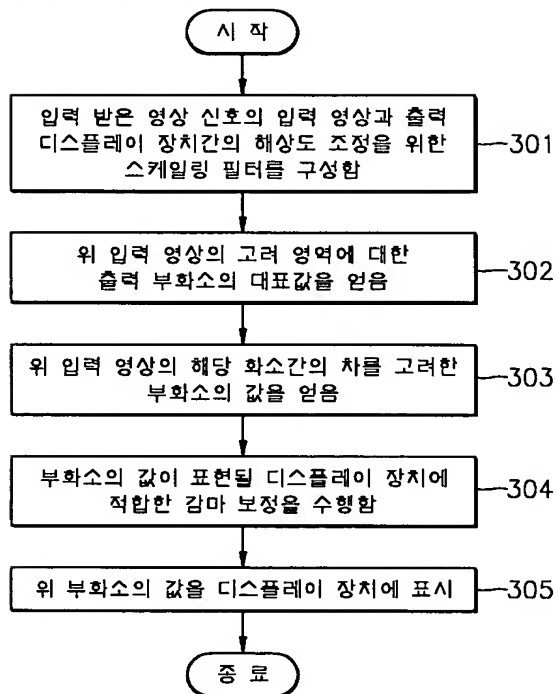 시 작
입력 받은 영상 신호의 입력 영상과 출력
디스플레이 장치간의 해상도 조정을 위한
스케일링 필터를 구성함
301
위 입력 영상의 고려 영역에 대한
출력 부화소의 대표값을 얻음
302
위 입력 영상의 해당 화소간의 차를 고려한
부화소의 값을 얻음
303
부화소의 값이 표현될 디스플레이 장치에
적합한 감마 보정을 수행함
304
위 부화소의 값을 디스플레이 장치에 표시
305
종 료